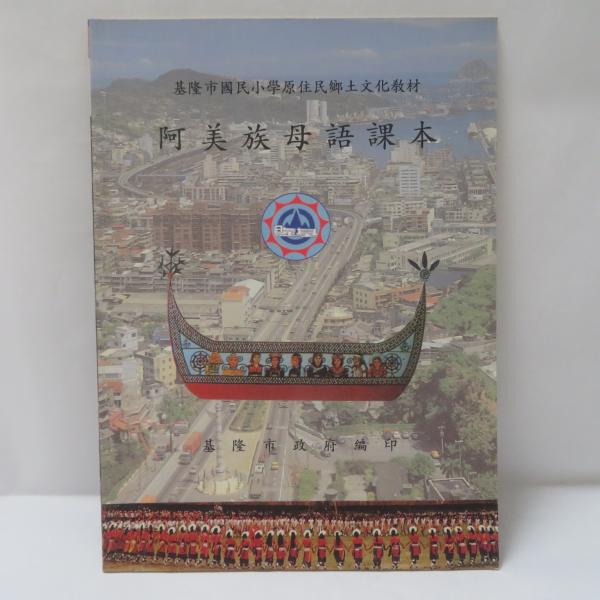 基隆市國民小學原住民鄉土文化教材
阿美族母語課本
基隆市政府編印